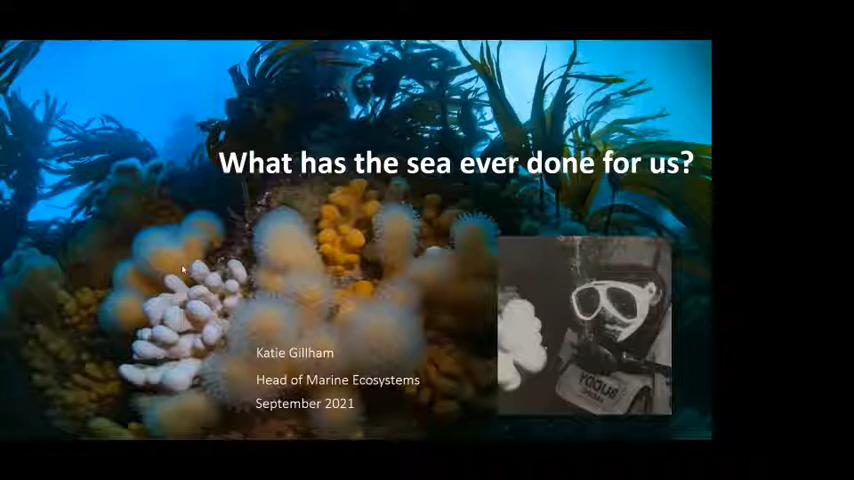 What has the sea ever done for us?
Katie Gillham
Head of Marine Ecosystems
September 2021